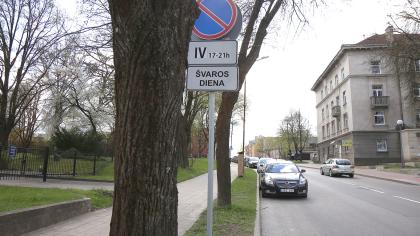 IV 17-21h
ŠVAROS
DIENA